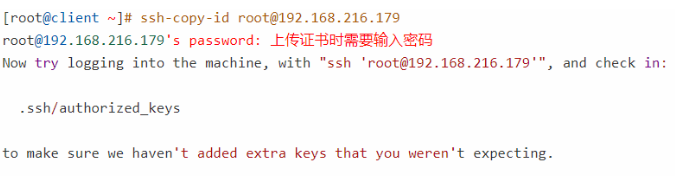 [root@client ~]# ssh-copy-id root@192.168.216.179
root@192.168.216.179's password: 上传证书时需要输入密码
Now try logging into the machine, with "ssh 'root@192.168.216.179'", and check in:
.ssh/authorized_keys
to make sure we haven't added extra keys that you weren't expecting.